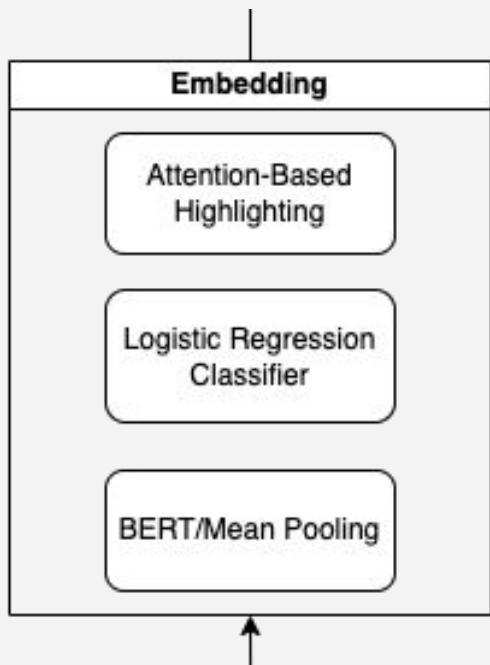 Embedding
Attention-Based
Highlighting
Logistic Regression
Classifier
BERT/Mean Pooling